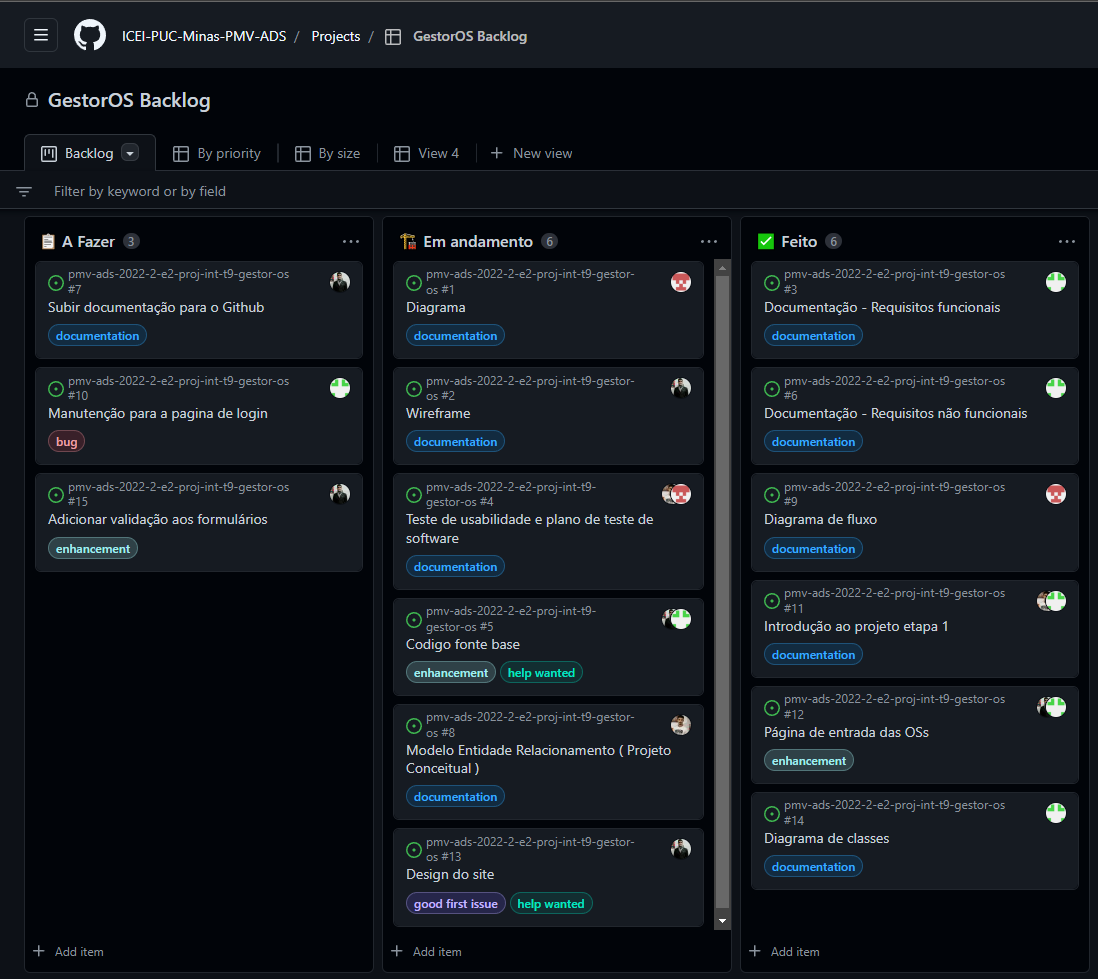 ICEI-PUC-Minas-PMV-ADS / Projects / GestorOS Backlog
GestorOS Backlog
Backlog By priority By size View 4 New view
Filter by keyword or by field
A Fazer 3
pmv-ads-2022-2-e2-proj-int-t9-gestor-os
#7
Subir documentação para o Github
documentation
pmv-ads-2022-2-e2-proj-int-t9-gestor-os
#10
Manutenção para a pagina de login
bug
pmv-ads-2022-2-e2-proj-int-t9-gestor-os
#15
Adicionar validação aos formulários
enhancement
Add item
Em andamento 6
pmv-ads-2022-2-e2-proj-int-t9-gestor-
os #1
Diagrama
documentation
pmv-ads-2022-2-e2-proj-int-t9-gestor-
os #2
Wireframe
documentation
pmv-ads-2022-2-e2-proj-int-t9-
gestor-os #4
Teste de usabilidade e plano de teste de
software
documentation
pmv-ads-2022-2-e2-proj-int-t9-
gestor-os #5
Codigo fonte base
enhancement help wanted
pmv-ads-2022-2-e2-proj-int-t9-gestor-
os #8
Modelo Entidade Relacionamento ( Projeto
Conceitual )
documentation
pmv-ads-2022-2-e2-proj-int-t9-gestor-
os #13
Design do site
good first issue help wanted
Add item
Feito 6
pmv-ads-2022-2-e2-proj-int-t9-gestor-os
#3
Documentação - Requisitos funcionais
documentation
pmv-ads-2022-2-e2-proj-int-t9-gestor-os
#6
Documentação - Requisitos não funcionais
documentation
pmv-ads-2022-2-e2-proj-int-t9-gestor-os
#9
Diagrama de fluxo
documentation
pmv-ads-2022-2-e2-proj-int-t9-gestor-os
#11
Introdução ao projeto etapa 1
documentation
pmv-ads-2022-2-e2-proj-int-t9-gestor-os
#12
Página de entrada das OSs
enhancement
pmv-ads-2022-2-e2-proj-int-t9-gestor-os
#14
Diagrama de classes
documentation
Add item